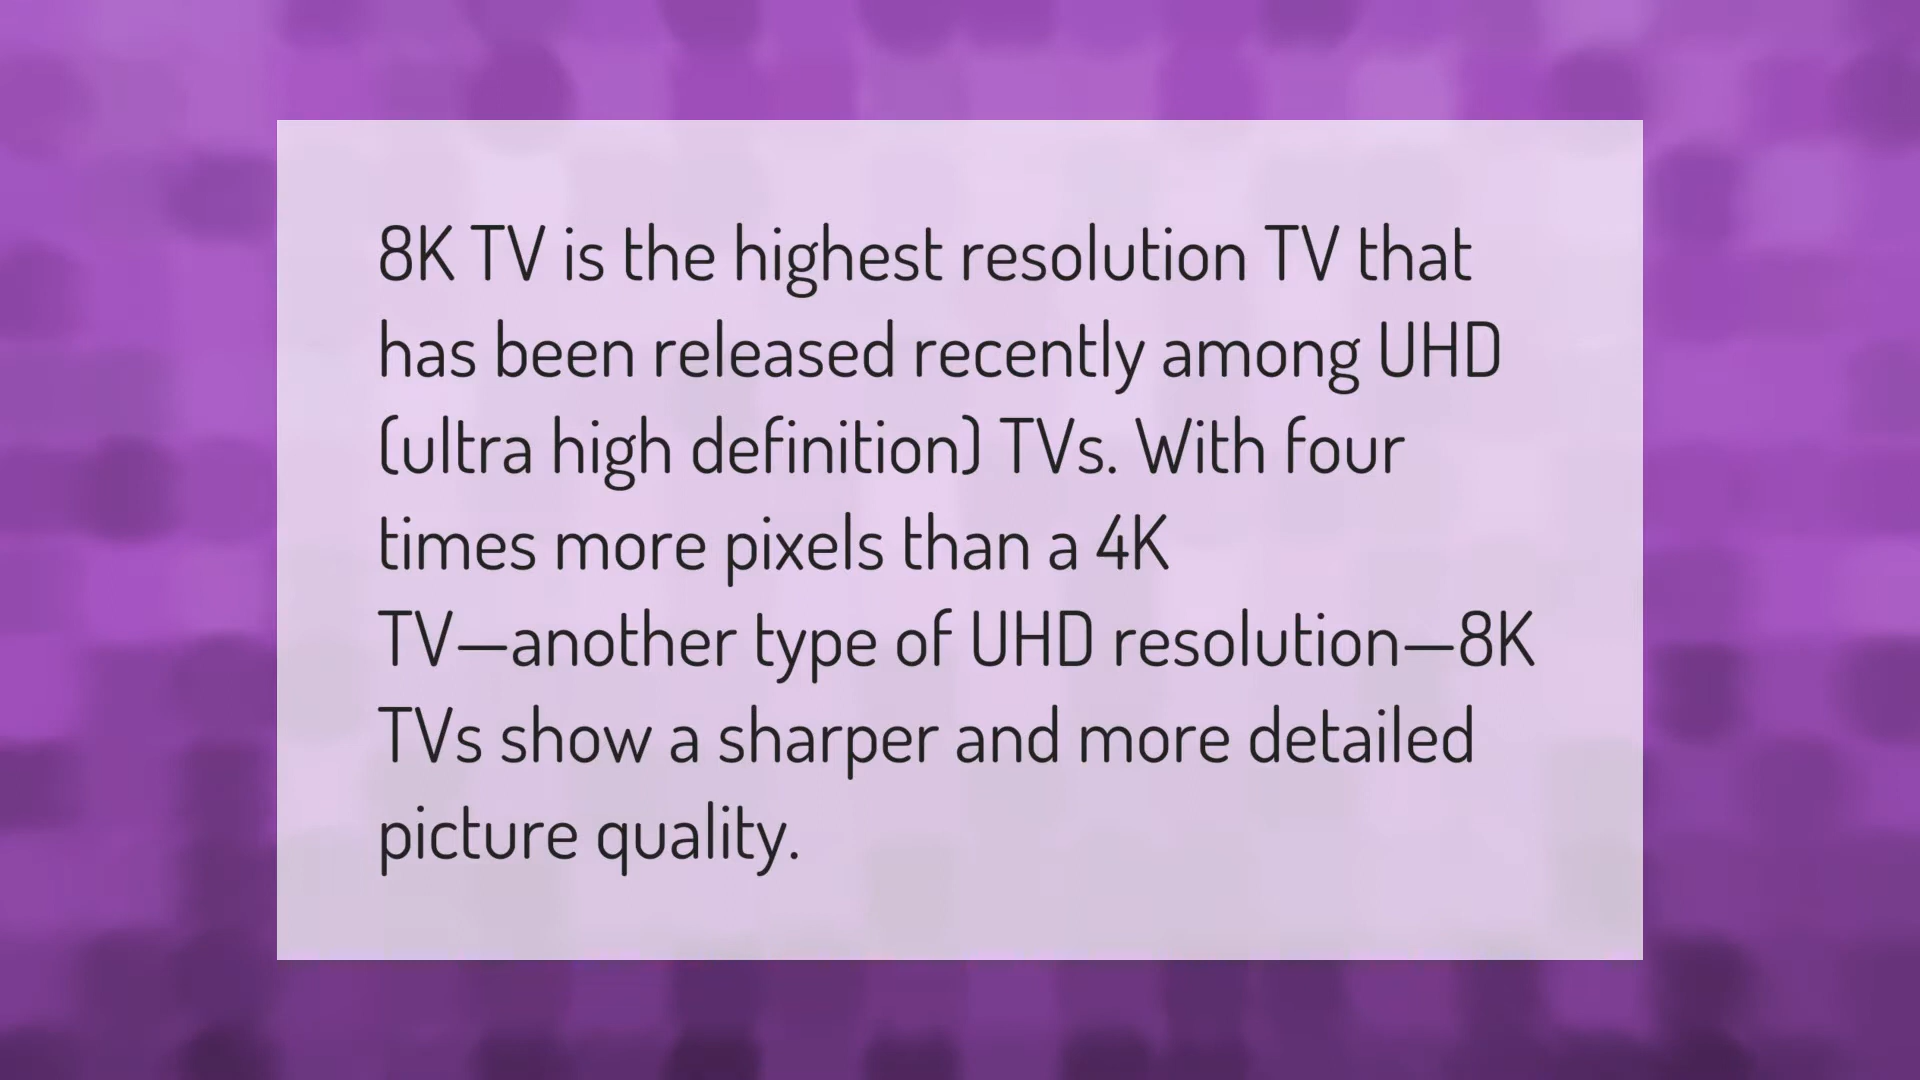 8K TV is the highest resolution TV that
has been released recently among UHD
(ultra high definition) TVs. With four
times more pixels than a 4K
TV—another type of UHD resolution—8K
TVs show a sharper and more detailed
picture quality.